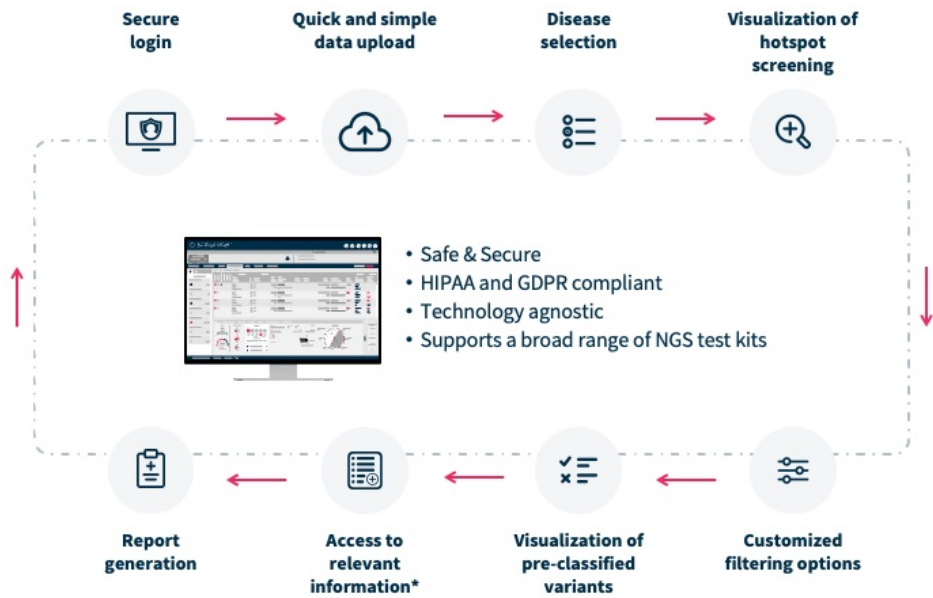 Secure
login
Quick and simple
data upload
Disease
selection
Visualization of
hotspot
screening
• Safe & Secure
• HIPAA and GDPR compliant
• Technology agnostic
• Supports a broad range of NGS test kits
Report
generation
Access to
relevant
information*
Visualization of
pre-classified
variants
Customized
filtering options